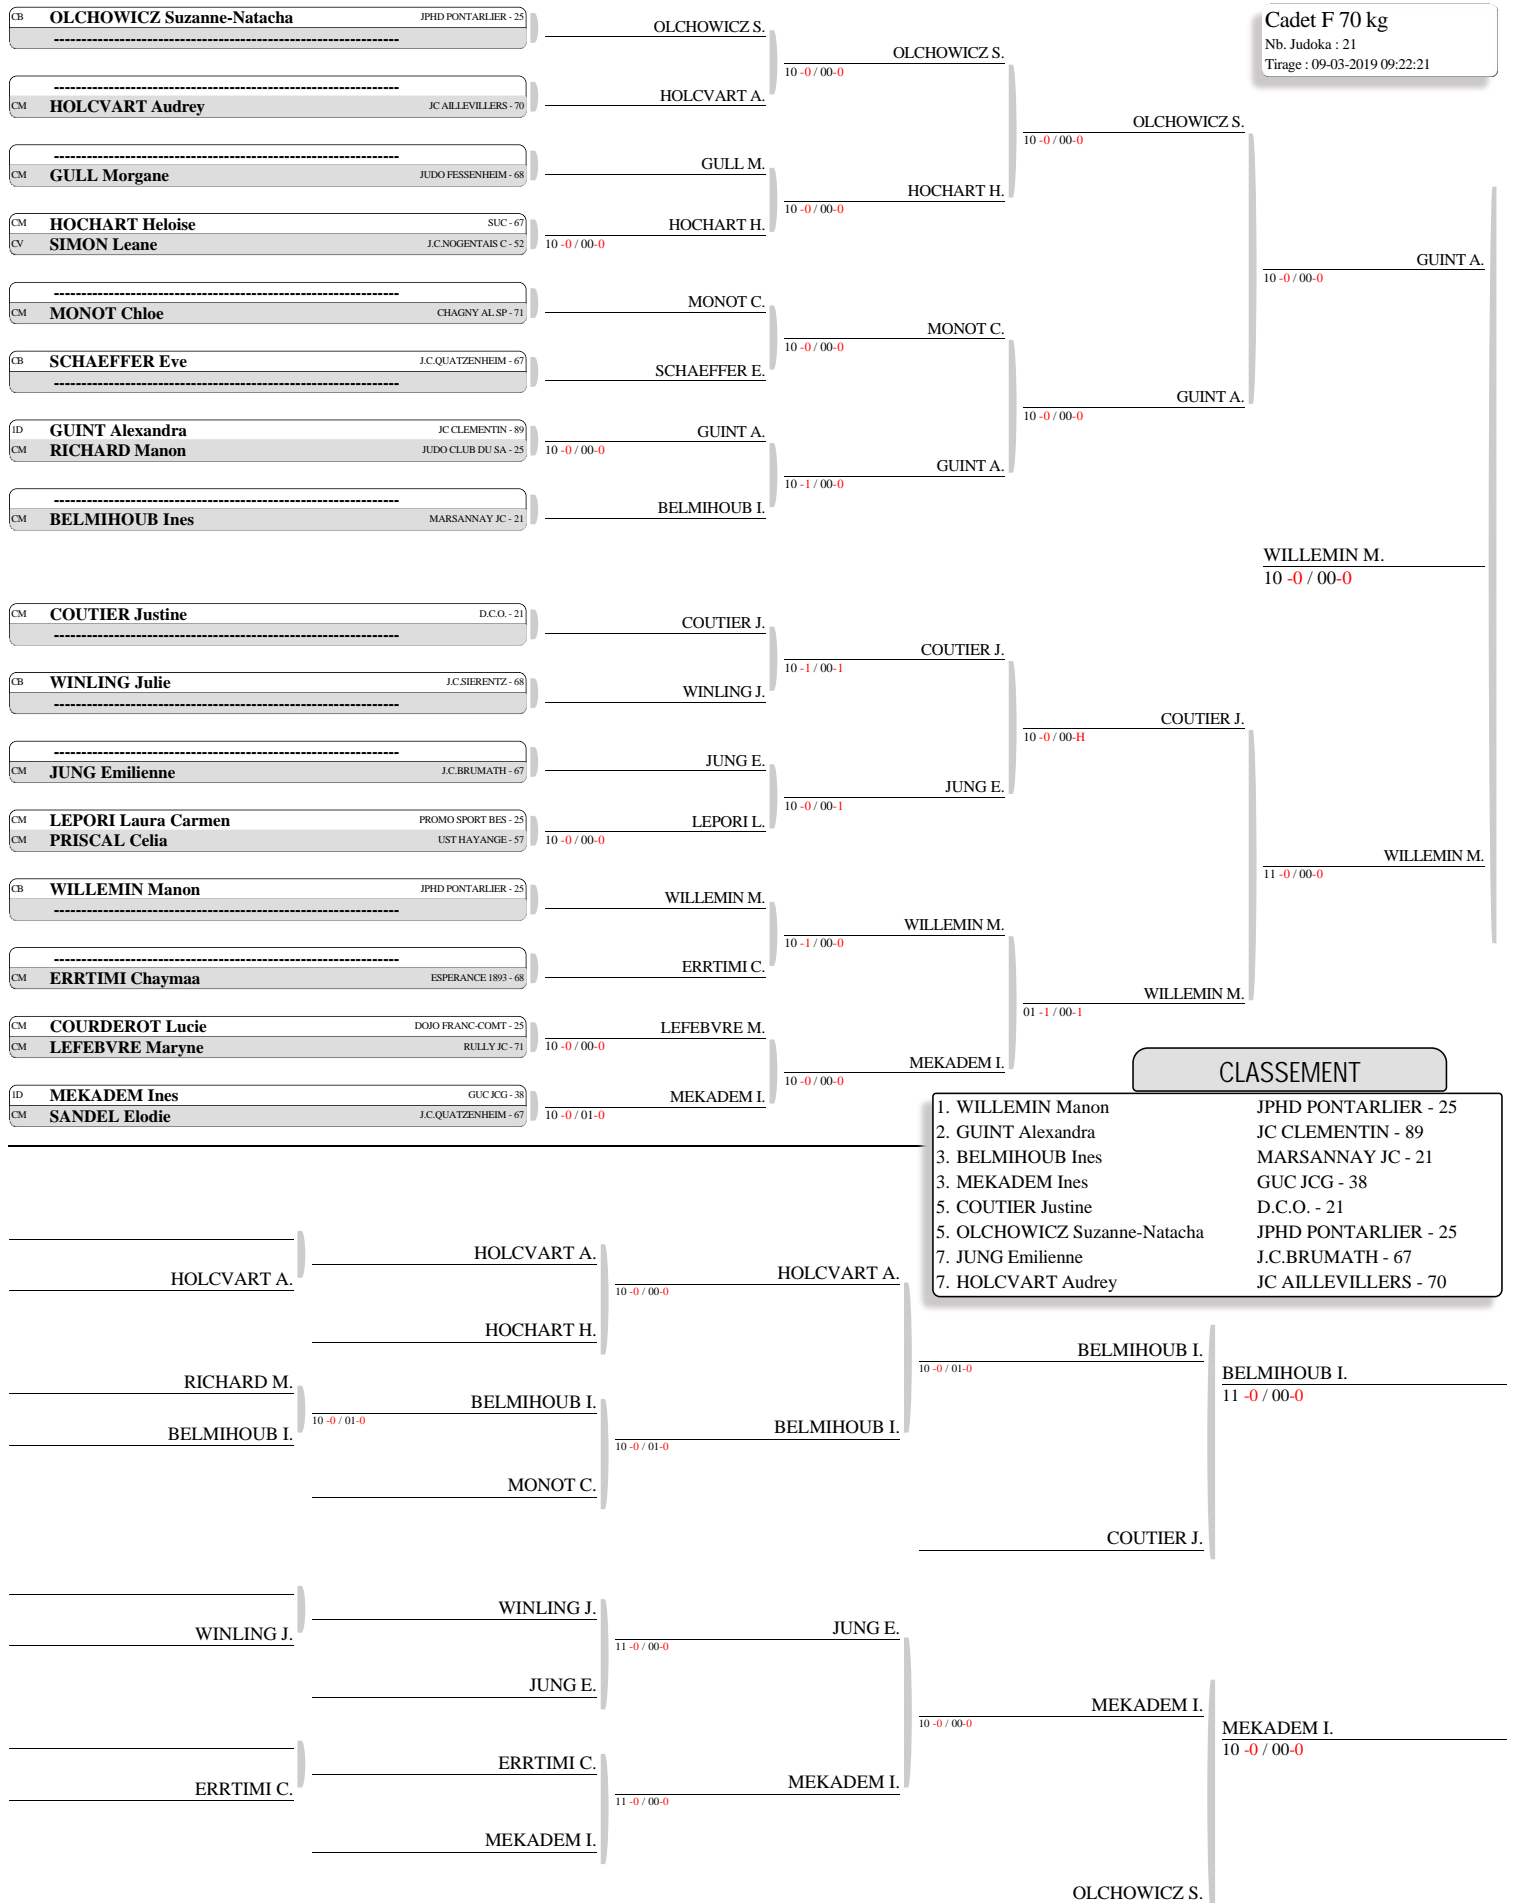 Cadet F 70 kg
Nb. Judoka : 21
Tirage : 09-03-2019 09:22:21
CB OLCHOWICZ Suzanne-Natacha JPHD PONTARLIER - 25
HOLCVART Audrey CM JC AILLEVILLERS - 70
CM GULL Morgane JUDO FESSENHEIM - 68
CM HOCHART Heloise SUC - 67
CV SIMON Leane J.C.NOGENTAIS C - 52
CM MONOT Chloe CHAGNY AL SP - 71
CB SCHAEFFER Eve J.C.QUATZENHEIM - 67
1D GUINT Alexandra JC CLEMENTIN - 89
CM RICHARD Manon JUDO CLUB DU SA - 25
CM BELMIHOUB Ines MARSANNAY JC - 21
CM COUTIER Justine D.C.O. - 21
CB WINLING Julie J.C.SIERENTZ - 68
CM JUNG Emilienne J.C.BRUMATH - 67
CM LEPORI Laura Carmen PROMO SPORT BES - 25
CM PRISCAL Celia UST HAYANGE - 57
CB WILLEMIN Manon JPHD PONTARLIER - 25
CM ERRTIMI Chaymaa ESPERANCE 1893 - 68
CM COURDEROT Lucie DOJO FRANC-COMT - 25
CM LEFEBVRE Maryne RULLY JC - 71
1D MEKADEM Ines GUC JCG - 38
CM SANDEL Elodie J.C.QUATZENHEIM - 67
OLCHOWICZ S.
HOLCVART A.
GULL M.
HOCHART H.
10 -0 / 00-0
MONOT C.
SCHAEFFER E.
GUINT A.
10 -0 / 00-0
BELMIHOUB I.
COUTIER J.
WINLING J.
JUNG E.
LEPORI L.
10 -0 / 00-0
WILLEMIN M.
ERRTIMI C.
LEFEBVRE M.
10 -0 / 00-0
MEKADEM I.
10 -0 / 01-0
OLCHOWICZ S.
10 -0 / 00-0
HOCHART H.
10 -0 / 00-0
MONOT C.
10 -0 / 00-0
GUINT A.
10 -1 / 00-0
COUTIER J.
10 -1 / 00-1
JUNG E.
10 -0 / 00-1
WILLEMIN M.
10 -1 / 00-0
MEKADEM I.
10 -0 / 00-0
OLCHOWICZ S.
10 -0 / 00-0
GUINT A.
10 -0 / 00-0
COUTIER J.
10 -0 / 00-H
WILLEMIN M.
01 -1 / 00-1
GUINT A.
10 -0 / 00-0
WILLEMIN M.
11 -0 / 00-0
WILLEMIN M.
10 -0 / 00-0
CLASSEMENT
1. WILLEMIN Manon JPHD PONTARLIER - 25
2. GUINT Alexandra JC CLEMENTIN - 89
3. BELMIHOUB Ines MARSANNAY JC - 21
3. MEKADEM Ines GUC JCG - 38
5. COUTIER Justine D.C.O. - 21
5. OLCHOWICZ Suzanne-Natacha JPHD PONTARLIER - 25
7. JUNG Emilienne J.C.BRUMATH - 67
7. HOLCVART Audrey JC AILLEVILLERS - 70
HOLCVART A.
RICHARD M.
BELMIHOUB I.
WINLING J.
ERRTIMI C.
HOLCVART A.
HOCHART H.
BELMIHOUB I.
10 -0 / 01-0
MONOT C.
WINLING J.
JUNG E.
ERRTIMI C.
MEKADEM I.
HOLCVART A.
10 -0 / 00-0
BELMIHOUB I.
10 -0 / 01-0
JUNG E.
11 -0 / 00-0
MEKADEM I.
11 -0 / 00-0
BELMIHOUB I.
10 -0 / 01-0
COUTIER J.
MEKADEM I.
10 -0 / 00-0
OLCHOWICZ S.
BELMIHOUB I.
11 -0 / 00-0
MEKADEM I.
10 -0 / 00-0